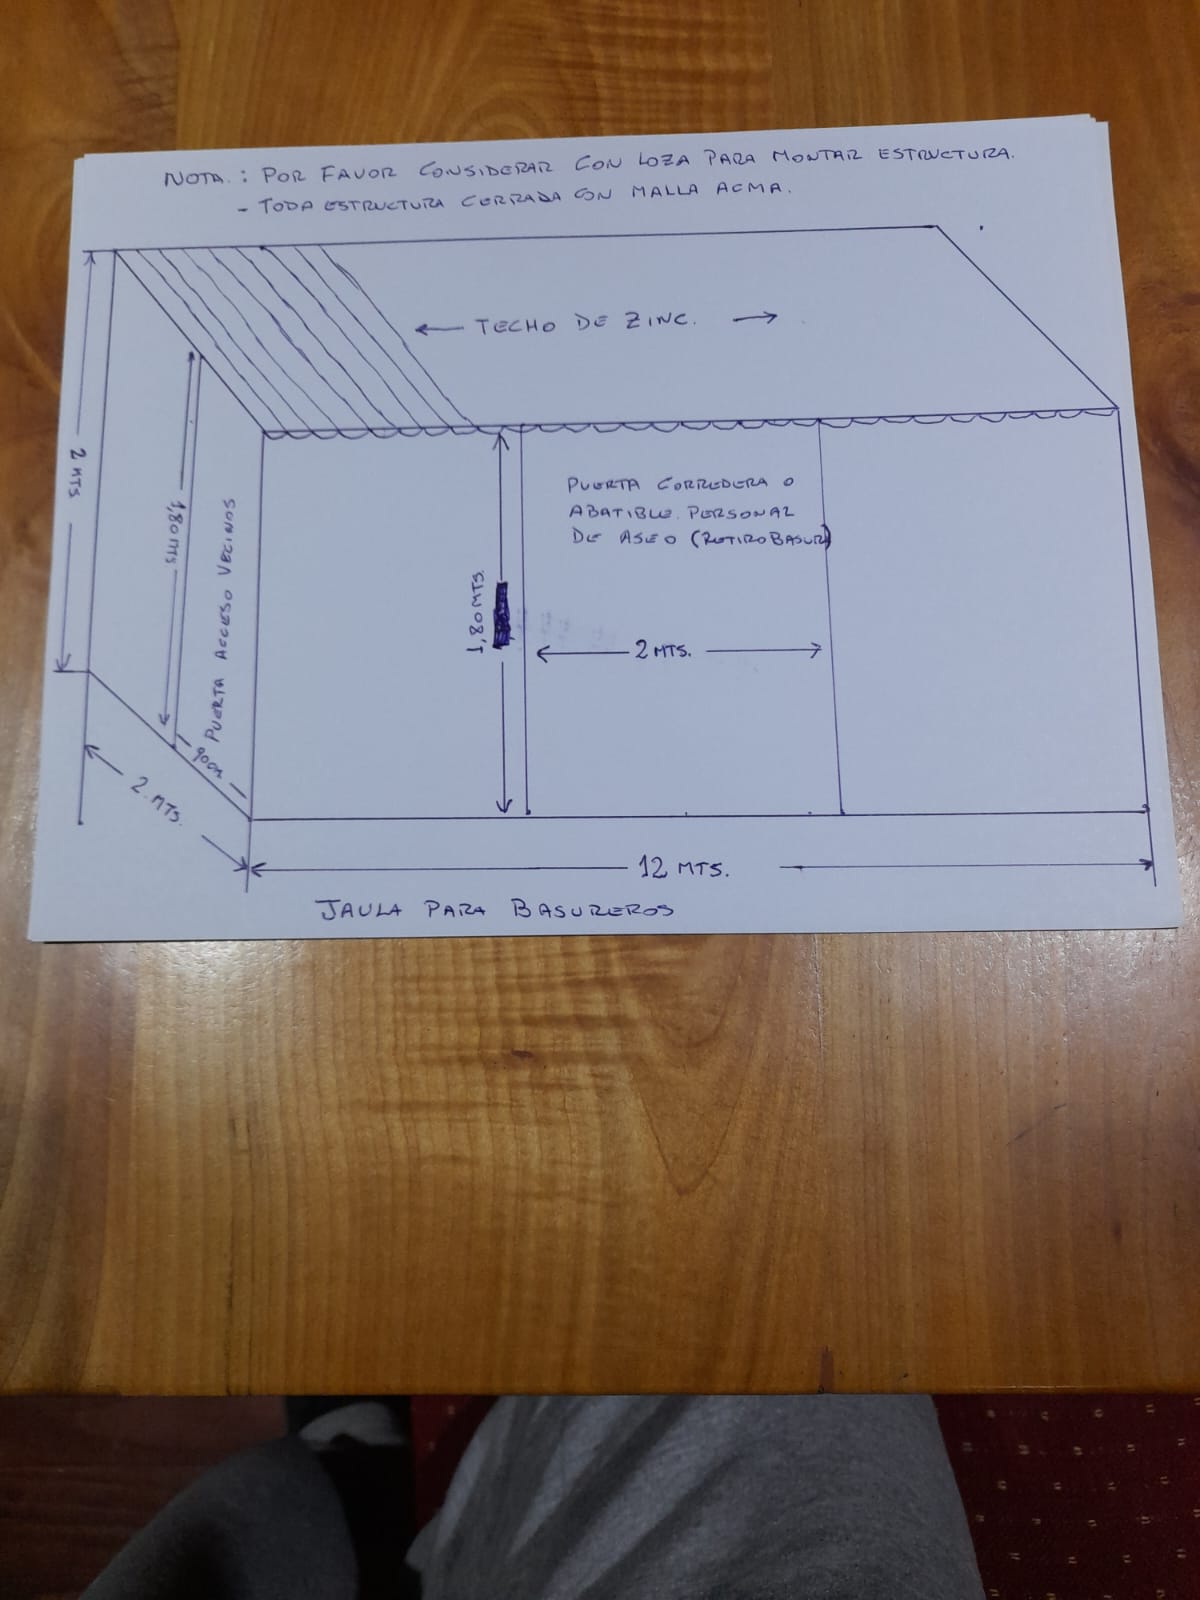 NOTA.: POR FAVOR CONSIDERAR CON LOZA PARA MONTAR ESTRUCTURA.
- TODA ESTRUCTURA CERRADA CON MALLA ACMA.
← TECHO DE ZINC. →
2 MTS
1,80 MTS
PUERTA ACCESO VECINOS
2 MTS.
1,80 MTS.
PUERTA CORREDERA O
ABATIBLE PERSONAL
DE ASEO (RETIRO BASUR)
2 MTS.
12 MTS.
JAULA PARA BASUREROS